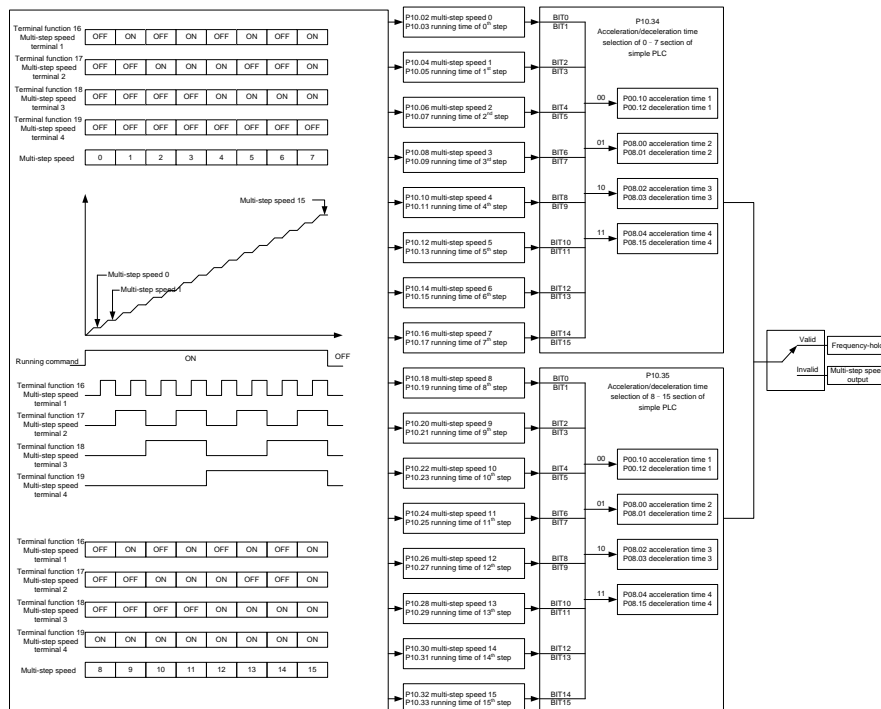 Terminal function 16
Multi-step speed
terminal 1
OFF ON OFF ON OFF ON OFF ON
Terminal function 17
Multi-step speed
terminal 2
OFF OFF ON ON OFF OFF ON ON
Terminal function 18
Multi-step speed
terminal 3
OFF OFF OFF OFF ON ON ON ON
Terminal function 19
Multi-step speed
terminal 4
OFF OFF OFF OFF OFF OFF OFF OFF
Multi-step speed
0 1 2 3 4 5 6 7
Multi-step speed 15
Multi-step speed 0
Multi-step speed 1
Running command
ON
OFF
Terminal function 16
Multi-step speed
terminal 1
Terminal function 17
Multi-step speed
terminal 2
Terminal function 18
Multi-step speed
terminal 3
Terminal function 19
Multi-step speed
terminal 4
Terminal function 16
Multi-step speed
terminal 1
OFF ON OFF ON OFF ON OFF ON
Terminal function 17
Multi-step speed
terminal 2
OFF OFF ON ON OFF OFF ON ON
Terminal function 18
Multi-step speed
terminal 3
OFF OFF OFF OFF ON ON ON ON
Terminal function 19
Multi-step speed
terminal 4
ON ON ON ON ON ON ON ON
Multi-step speed
8 9 10 11 12 13 14 15
P10.02 multi-step speed 0
P10.03 running time of 0th step
P10.04 multi-step speed 1
P10.05 running time of 1st step
P10.06 multi-step speed 2
P10.07 running time of 2nd step
P10.08 multi-step speed 3
P10.09 running time of 3rd step
P10.10 multi-step speed 4
P10.11 running time of 4th step
P10.12 multi-step speed 5
P10.13 running time of 5th step
P10.14 multi-step speed 6
P10.15 running time of 6th step
P10.16 multi-step speed 7
P10.17 running time of 7th step
P10.18 multi-step speed 8
P10.19 running time of 8th step
P10.20 multi-step speed 9
P10.21 running time of 9th step
P10.22 multi-step speed 10
P10.23 running time of 10th step
P10.24 multi-step speed 11
P10.25 running time of 11th step
P10.26 multi-step speed 12
P10.27 running time of 12th step
P10.28 multi-step speed 13
P10.29 running time of 13th step
P10.30 multi-step speed 14
P10.31 running time of 14th step
P10.32 multi-step speed 15
P10.33 running time of 15th step
BIT0
BIT1
BIT2
BIT3
BIT4
BIT5
BIT6
BIT7
BIT8
BIT9
BIT10
BIT11
BIT12
BIT13
BIT14
BIT15
P10.34
Acceleration/deceleration time
selection of 0 - 7 section of
simple PLC
00
P00.10 acceleration time 1
P00.12 deceleration time 1
01
P08.00 acceleration time 2
P08.01 deceleration time 2
10
P08.02 acceleration time 3
P08.03 deceleration time 3
11
P08.04 acceleration time 4
P08.15 deceleration time 4
BIT0
BIT1
BIT2
BIT3
BIT4
BIT5
BIT6
BIT7
BIT8
BIT9
BIT10
BIT11
BIT12
BIT13
BIT14
BIT15
P10.35
Acceleration/deceleration time
selection of 8 - 15 section of
simple PLC
00
P00.10 acceleration time 1
P00.12 deceleration time 1
01
P08.00 acceleration time 2
P08.01 deceleration time 2
10
P08.02 acceleration time 3
P08.03 deceleration time 3
11
P08.04 acceleration time 4
P08.15 deceleration time 4
Valid
Invalid
Frequency-hold
Multi-step speed
output